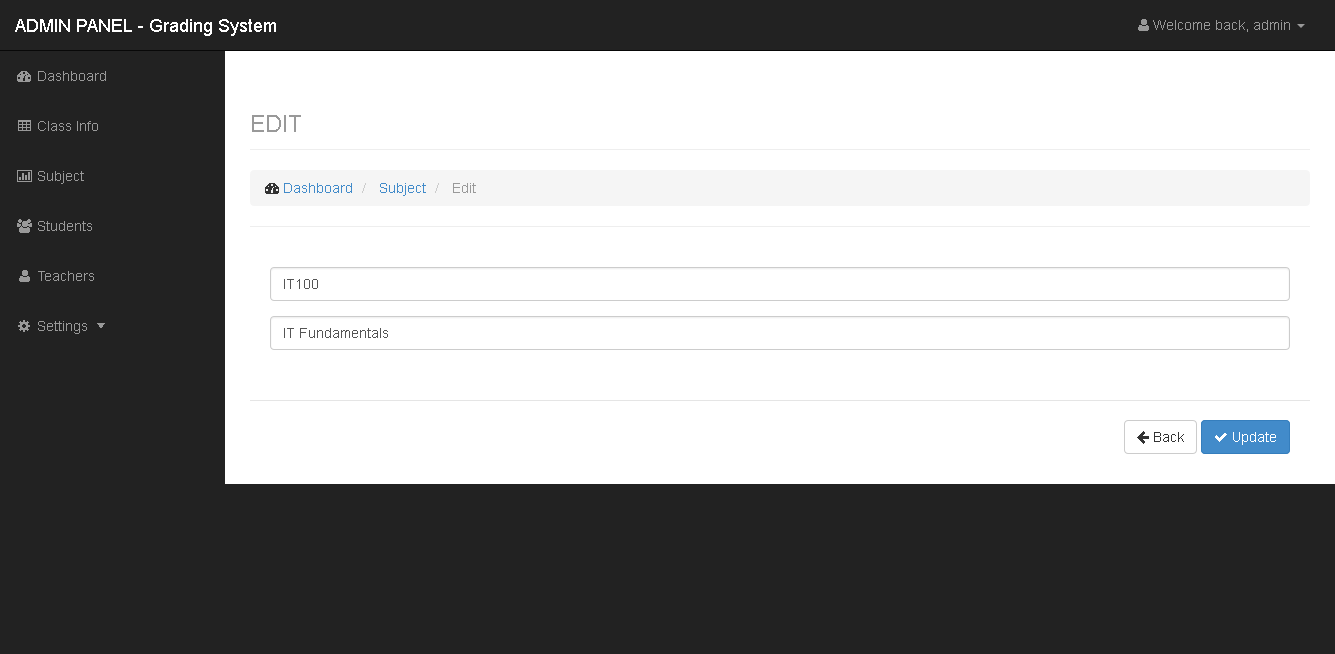 ADMIN PANEL - Grading System
Welcome back, admin
Dashboard
Class Info
Subject
Students
Teachers
Settings
EDIT
Dashboard / Subject / Edit
IT100
IT Fundamentals
Back
Update